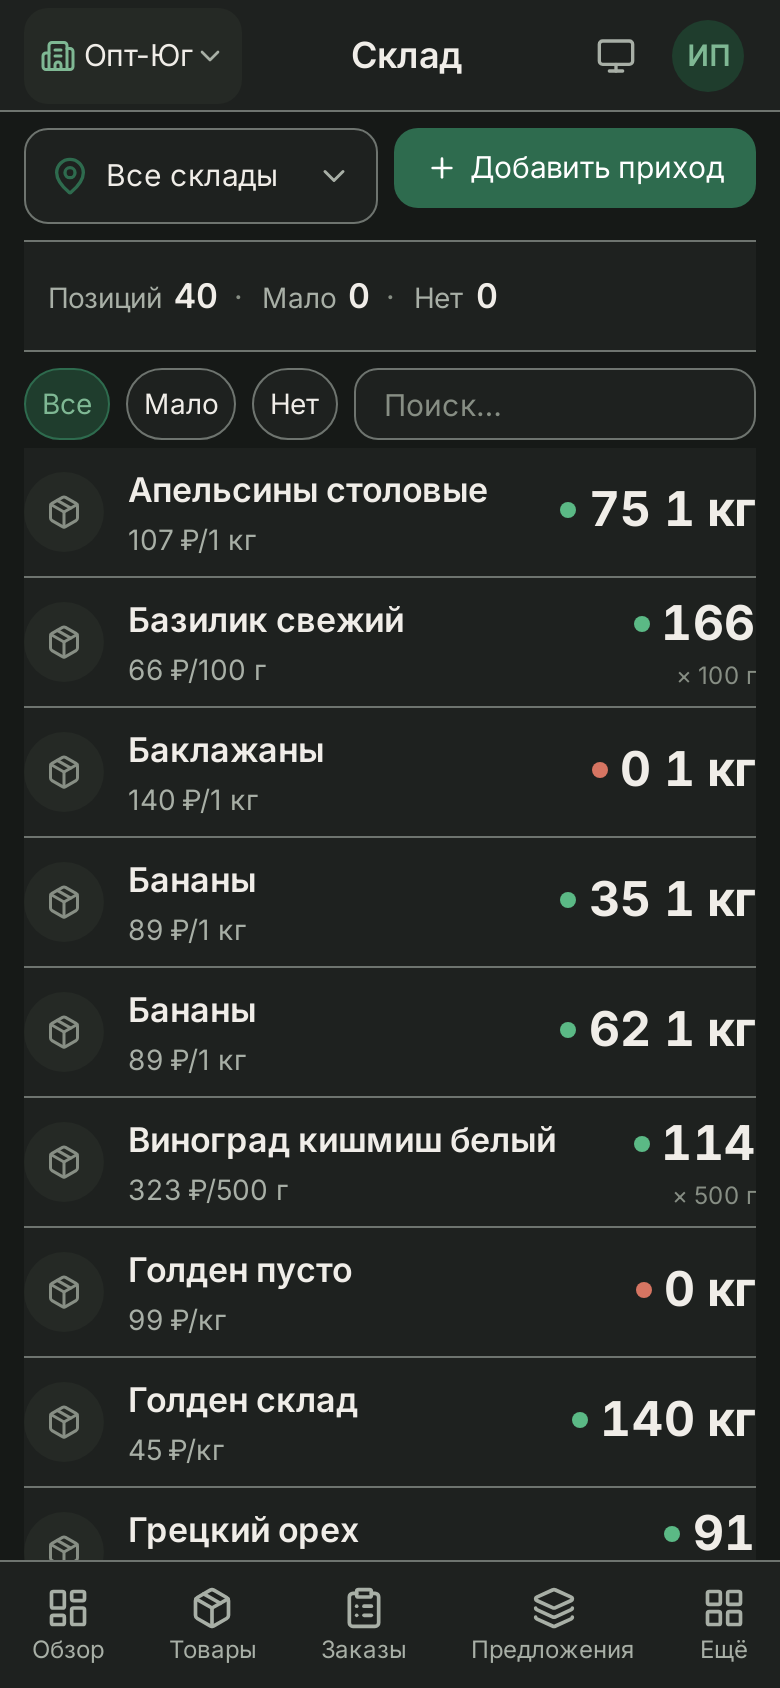 Опт-Юг
Склад
ИП
Все склады
+ Добавить приход
Позиций 40 · Мало 0 · Нет 0
Все
Мало
Нет
Поиск...
Апельсины столовые
107 ₽/1 кг
75 1 кг
Базилик свежий
66 ₽/100 г
166
× 100 г
Баклажаны
140 ₽/1 кг
0 1 кг
Бананы
89 ₽/1 кг
35 1 кг
Бананы
89 ₽/1 кг
62 1 кг
Виноград кишмиш белый
323 ₽/500 г
114
× 500 г
Голден пусто
99 ₽/кг
0 кг
Голден склад
45 ₽/кг
140 кг
Грецкий орех
91
Обзор
Товары
Заказы
Предложения
Ещё